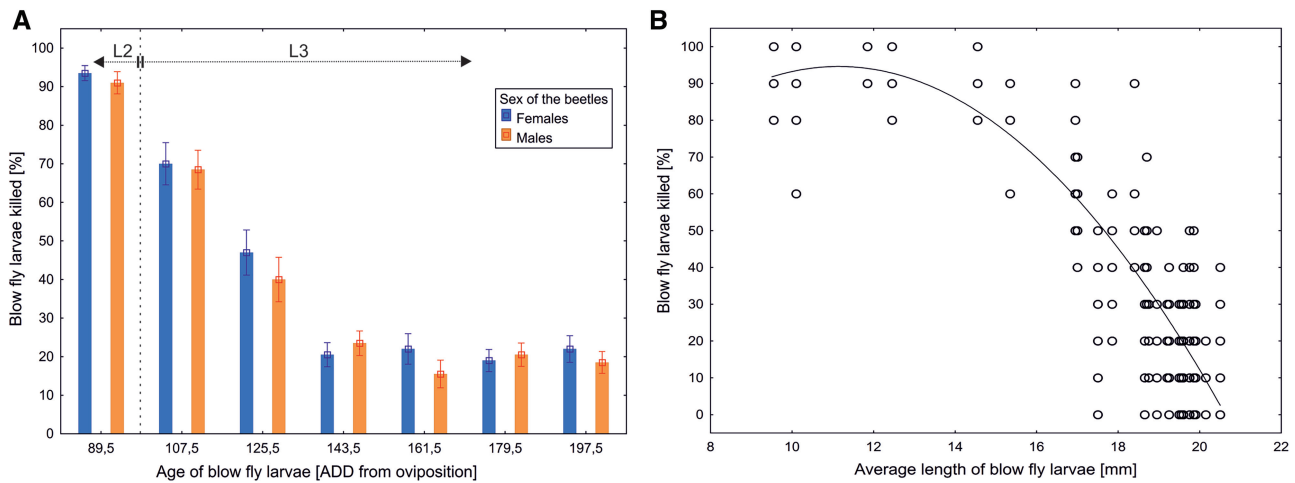 A
L2
L3
Sex of the beetles
Females
Males
Blow fly larvae killed [%]
100
90
80
70
60
50
40
30
20
10
0
89,5 107,5 125,5 143,5 161,5 179,5 197,5
Age of blow fly larvae [ADD from oviposition]
B
Blow fly larvae killed [%]
100
90
80
70
60
50
40
30
20
10
0
8 10 12 14 16 18 20 22
Average length of blow fly larvae [mm]